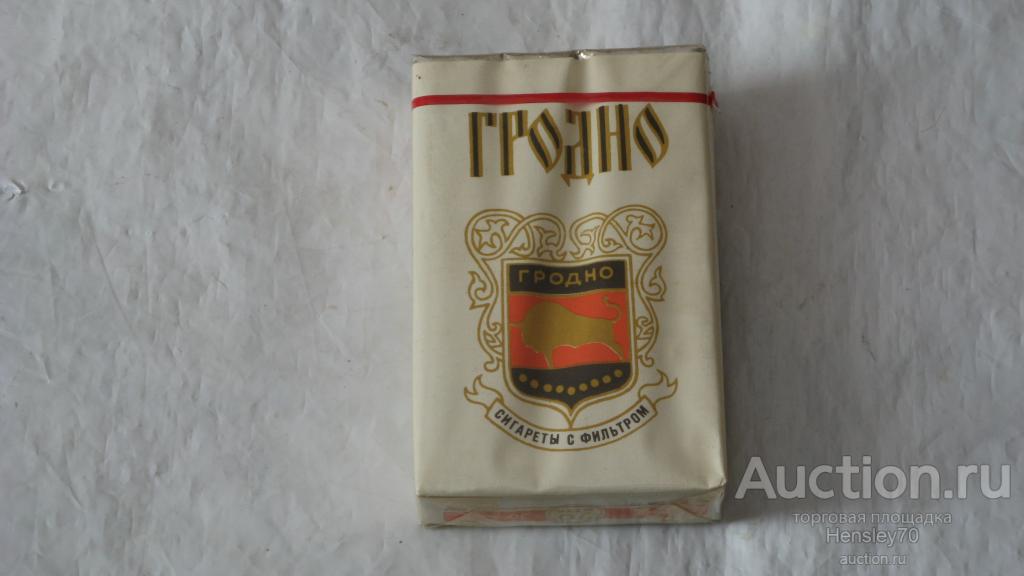 ГРОДНО
ГРОДНО
СИГАРЕТЫ С ФИЛЬТРОМ
Auction.ru
торговая площадка
Hensley70
auction.ru